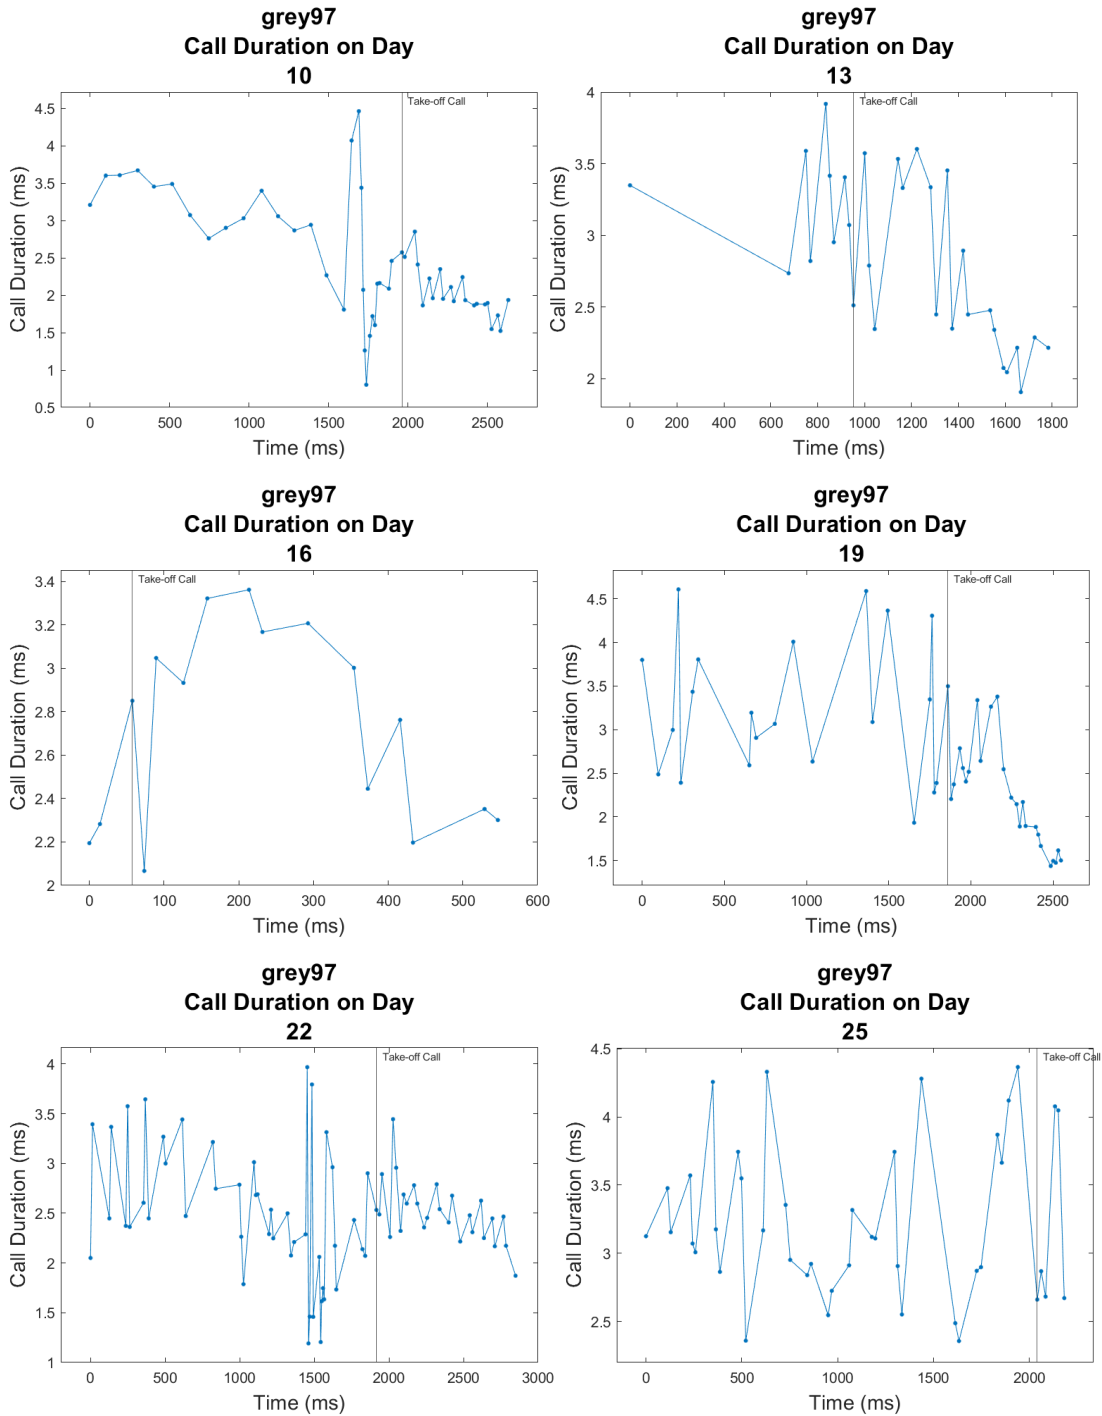 grey97
Call Duration on Day
10
Take-off Call
4.5
4
3.5
3
2.5
2
1.5
1
0.5
Call Duration (ms)
0 500 1000 1500 2000 2500
Time (ms)
grey97
Call Duration on Day
13
Take-off Call
4
3.5
3
2.5
2
Call Duration (ms)
0 200 400 600 800 1000 1200 1400 1600 1800
Time (ms)
grey97
Call Duration on Day
16
Take-off Call
3.4
3.2
3
2.8
2.6
2.4
2.2
2
Call Duration (ms)
0 100 200 300 400 500 600
Time (ms)
grey97
Call Duration on Day
19
Take-off Call
4.5
4
3.5
3
2.5
2
1.5
Call Duration (ms)
0 500 1000 1500 2000 2500
Time (ms)
grey97
Call Duration on Day
22
Take-off Call
4
3.5
3
2.5
2
1.5
1
Call Duration (ms)
0 500 1000 1500 2000 2500 3000
Time (ms)
grey97
Call Duration on Day
25
Take-off Call
4.5
4
3.5
3
2.5
Call Duration (ms)
0 500 1000 1500 2000
Time (ms)